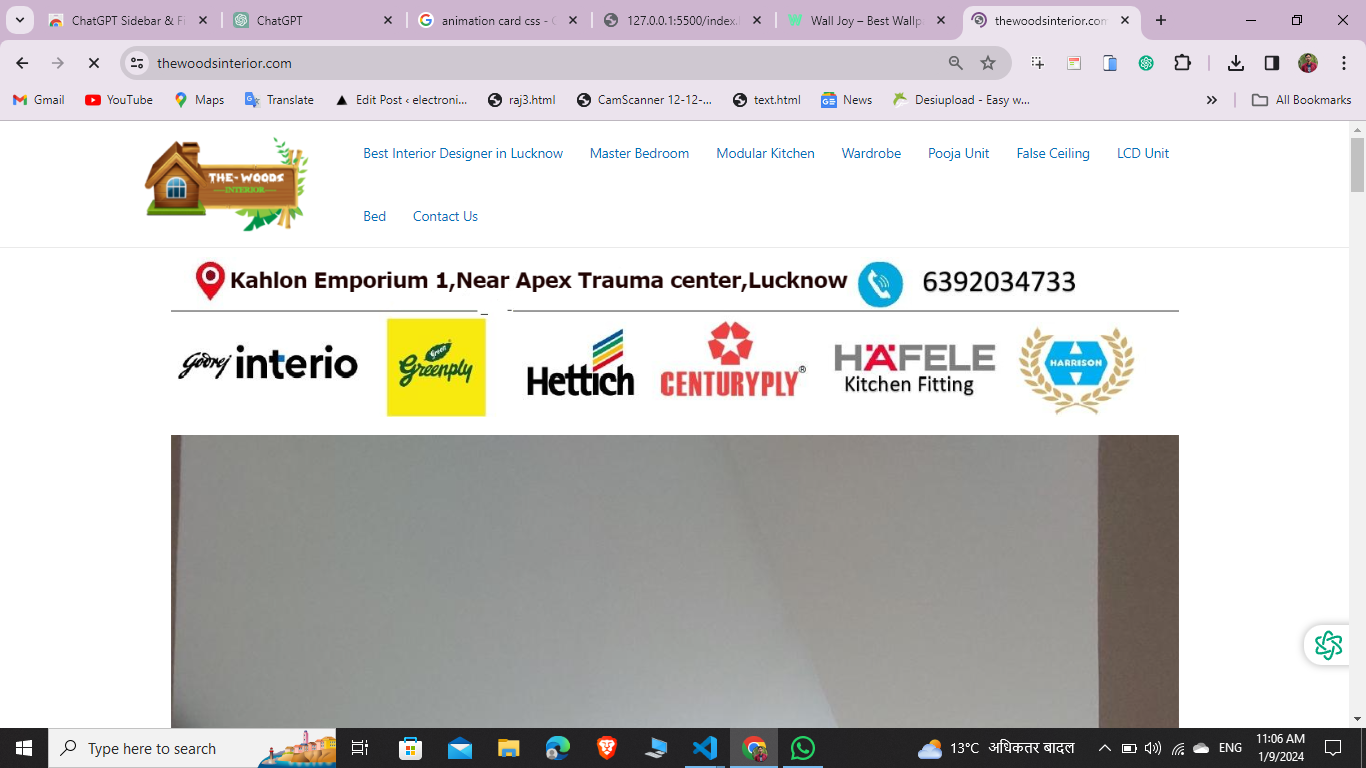 ChatGPT Sidebar & Fi
ChatGPT
animation card css - G
127.0.0.1:5500/index.
Wall Joy – Best Wallp
thewoodsinterior.com
thewoodsinterior.com
Gmail
YouTube
Maps
Translate
Edit Post ‹ electroni...
raj3.html
CamScanner 12-12-...
text.html
News
Desiupload - Easy w...
All Bookmarks
THE-WOODS
INTERIOR
Best Interior Designer in Lucknow
Master Bedroom
Modular Kitchen
Wardrobe
Pooja Unit
False Ceiling
LCD Unit
Bed
Contact Us
Kahlon Emporium 1,Near Apex Trauma center,Lucknow
6392034733
Godrej interio
Green
Greenply
Hettich
CENTURYPLY®
HÄFELE
Kitchen Fitting
HARRISON
Type here to search
13°C अधिकतर बादल
ENG
11:06 AM
1/9/2024